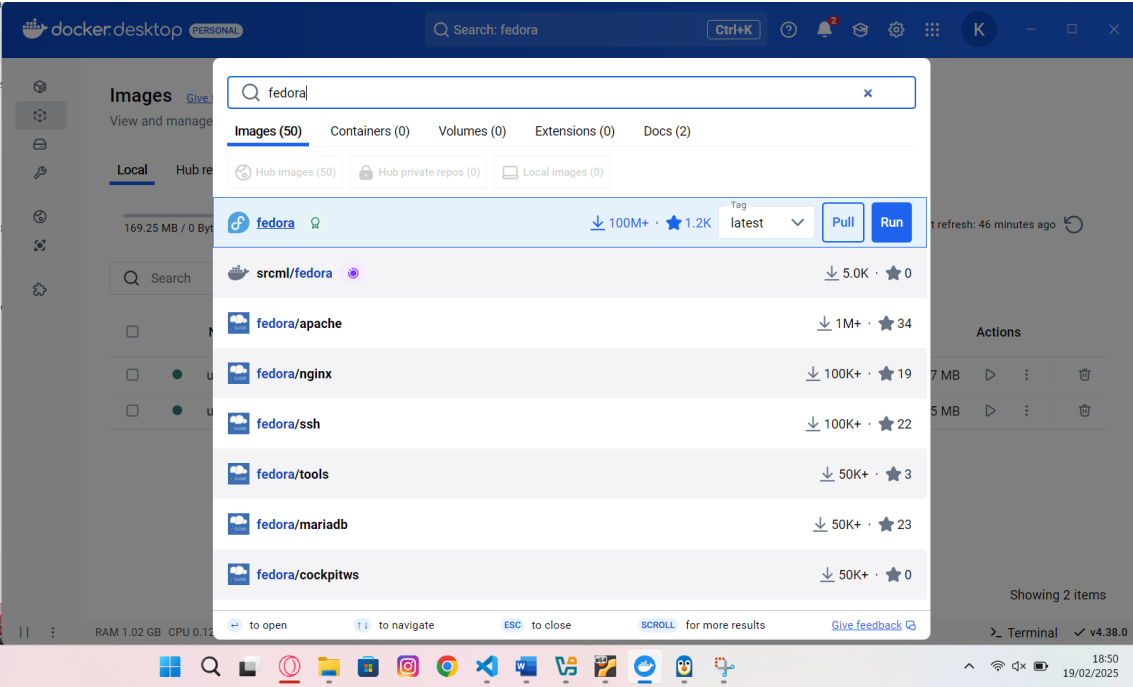 docker desktop PERSONAL
Search: fedora Ctrl+K
2
K
Images Give
View and manage
Local Hub re
169.25 MB / 0 Byt
t refresh: 46 minutes ago
Search
Actions
7 MB
5 MB
Showing 2 items
fedora
Images (50) Containers (0) Volumes (0) Extensions (0) Docs (2)
Hub images (50) Hub private repos (0) Local images (0)
fedora 100M+ · 1.2K Tag latest Pull Run
srcml/fedora 5.0K · 0
fedora/apache 1M+ · 34
fedora/nginx 100K+ · 19
fedora/ssh 100K+ · 22
fedora/tools 50K+ · 3
fedora/mariadb 50K+ · 23
fedora/cockpitws 50K+ · 0
to open to navigate ESC to close SCROLL for more results Give feedback
RAM 1.02 GB CPU 0.12 Terminal v4.38.0
18:50
19/02/2025